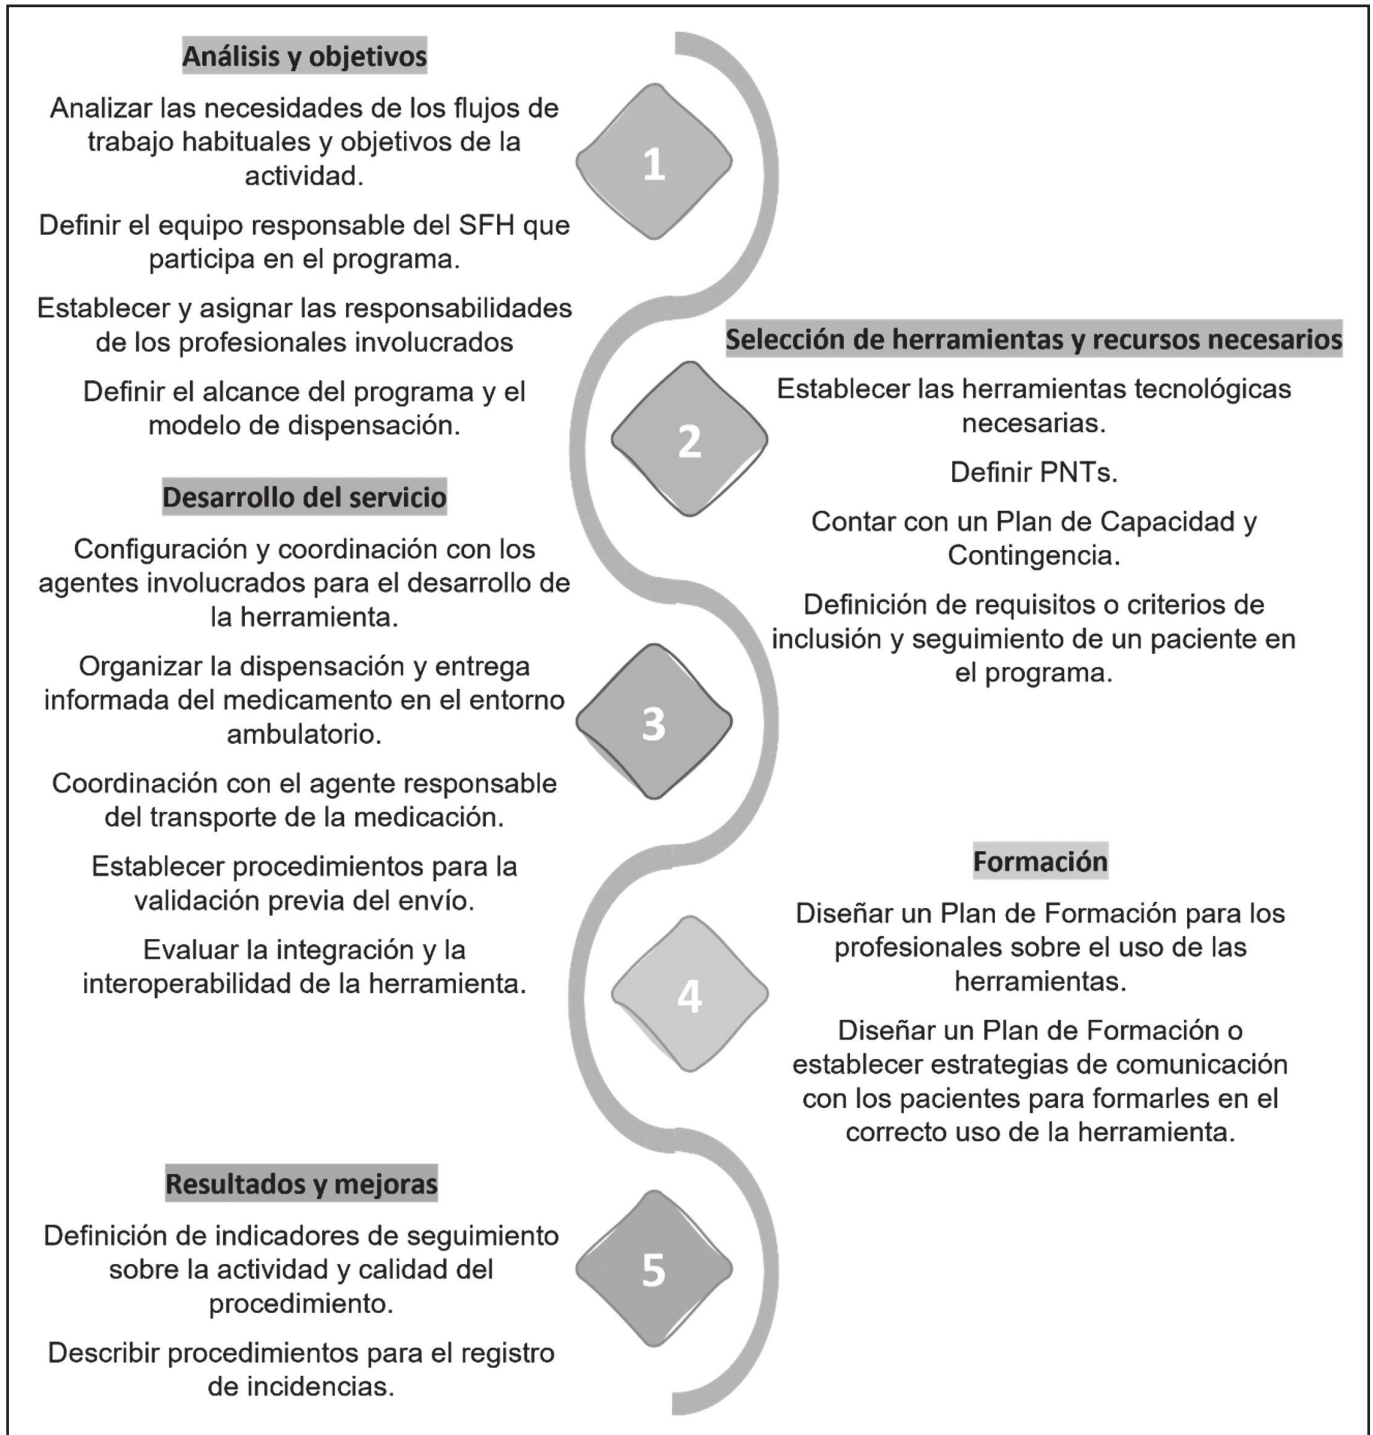 Análisis y objetivos
Analizar las necesidades de los flujos de
trabajo habituales y objetivos de la
actividad.
Definir el equipo responsable del SFH que
participa en el programa.
Establecer y asignar las responsabilidades
de los profesionales involucrados
Definir el alcance del programa y el
modelo de dispensación.
1
Selección de herramientas y recursos necesarios
Establecer las herramientas tecnológicas
necesarias.
Definir PNTs.
Contar con un Plan de Capacidad y
Contingencia.
Definición de requisitos o criterios de
inclusión y seguimiento de un paciente en
el programa.
2
Desarrollo del servicio
Configuración y coordinación con los
agentes involucrados para el desarrollo de
la herramienta.
Organizar la dispensación y entrega
informada del medicamento en el entorno
ambulatorio.
Coordinación con el agente responsable
del transporte de la medicación.
Establecer procedimientos para la
validación previa del envío.
Evaluar la integración y la
interoperabilidad de la herramienta.
3
Formación
Diseñar un Plan de Formación para los
profesionales sobre el uso de las
herramientas.
Diseñar un Plan de Formación o
establecer estrategias de comunicación
con los pacientes para formarles en el
correcto uso de la herramienta.
4
Resultados y mejoras
Definición de indicadores de seguimiento
sobre la actividad y calidad del
procedimiento.
Describir procedimientos para el registro
de incidencias.
5